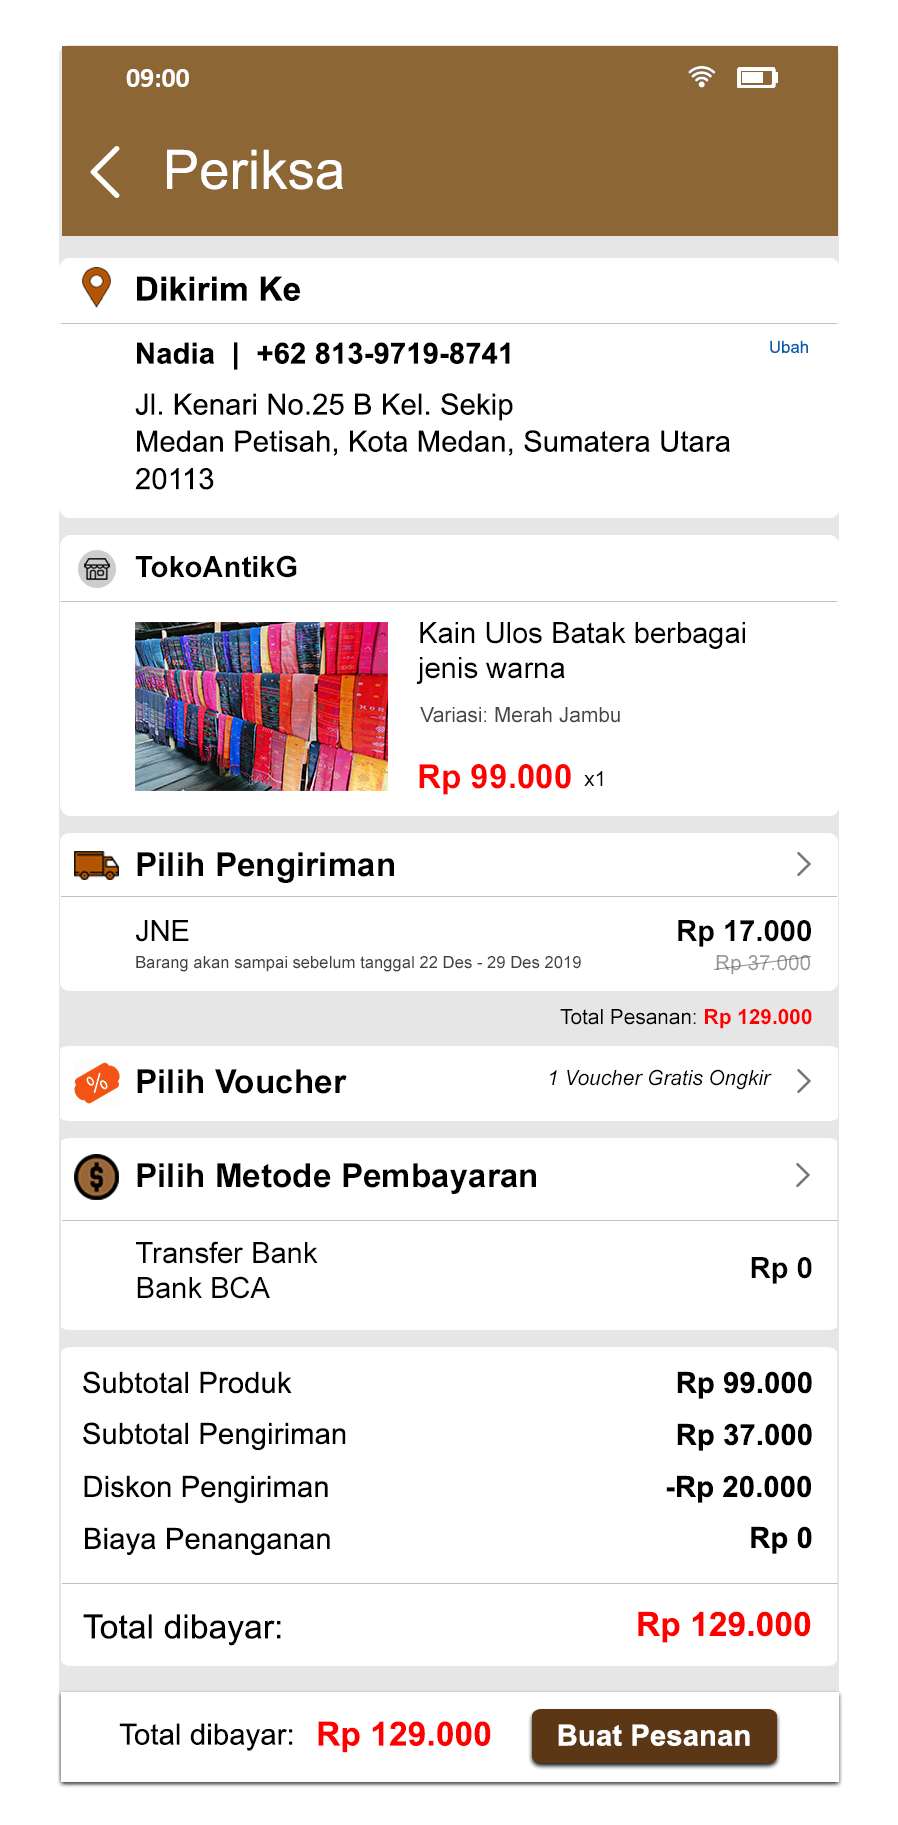 09:00
Periksa
Dikirim Ke
Nadia | +62 813-9719-8741
Ubah
Jl. Kenari No.25 B Kel. Sekip
Medan Petisah, Kota Medan, Sumatera Utara
20113
TokoAntikG
Kain Ulos Batak berbagai
jenis warna
Variasi: Merah Jambu
Rp 99.000 x1
Pilih Pengiriman
JNE Rp 17.000
Barang akan sampai sebelum tanggal 22 Des - 29 Des 2019 Rp 37.000
Total Pesanan: Rp 129.000
%
Pilih Voucher 1 Voucher Gratis Ongkir
$
Pilih Metode Pembayaran
Transfer Bank
Bank BCA
Rp 0
Subtotal Produk Rp 99.000
Subtotal Pengiriman Rp 37.000
Diskon Pengiriman -Rp 20.000
Biaya Penanganan Rp 0
Total dibayar: Rp 129.000
Total dibayar: Rp 129.000 Buat Pesanan